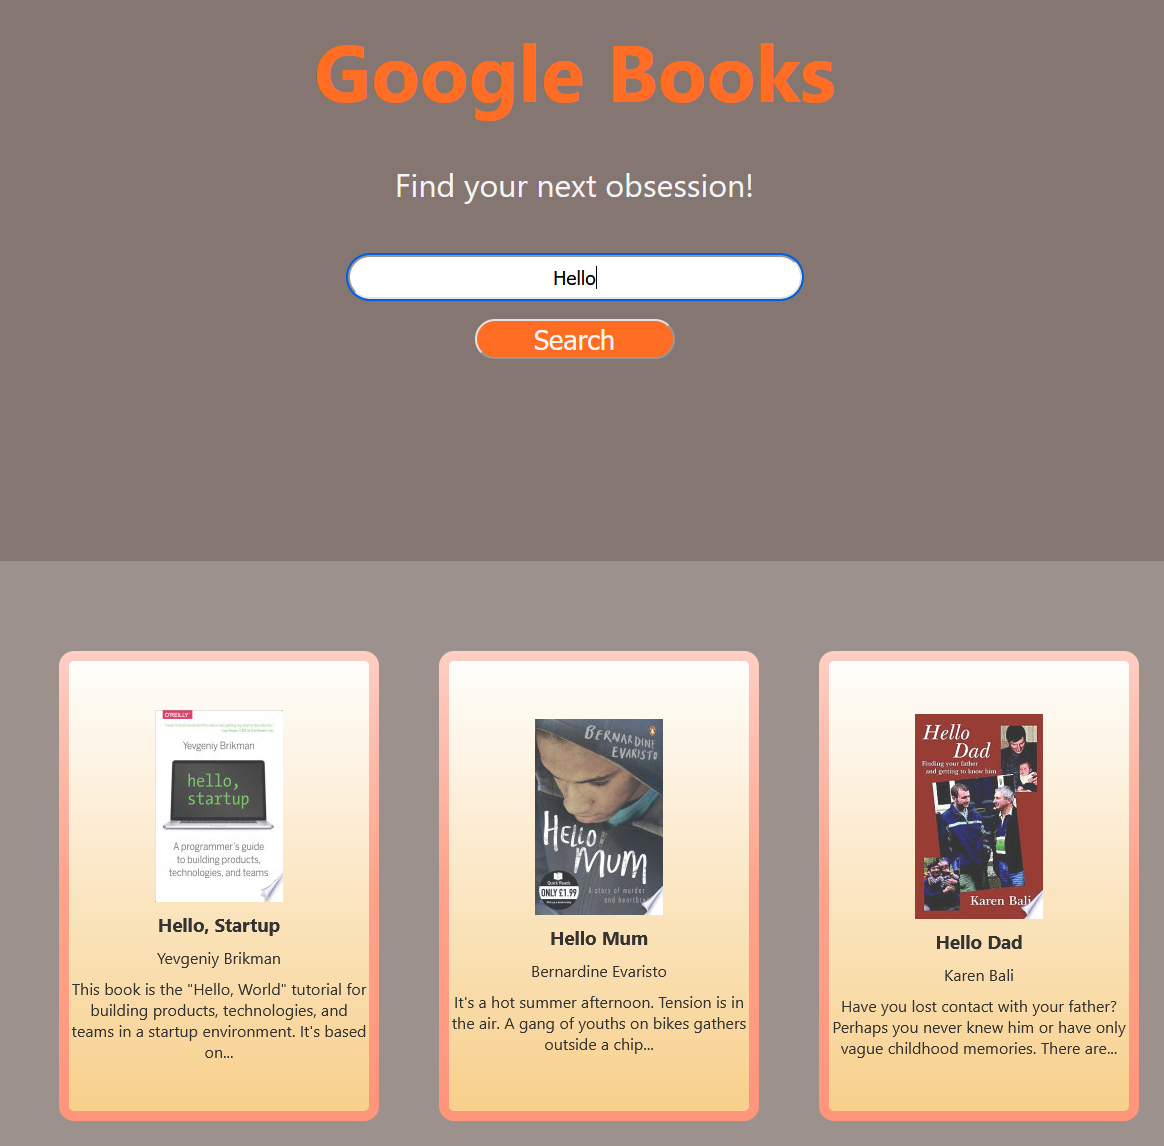 Google Books
Find your next obsession!
Hello
Search
O'REILLY
Yevgeniy Brikman
hello,
startup
A programmer's guide
to building products,
technologies, and teams
Hello, Startup
Yevgeniy Brikman
This book is the "Hello, World" tutorial for
building products, technologies, and
teams in a startup environment. It's based
on...
BERNARDINE
EVARISTO
HELLO
MUM
Quick Reads
ONLY £1.99
A story of murder
and
Hello Mum
Bernardine Evaristo
It's a hot summer afternoon. Tension is in
the air. A gang of youths on bikes gathers
outside a chip...
Hello
Dad
Finding your father
and getting to know him
Karen Bali
Hello Dad
Karen Bali
Have you lost contact with your father?
Perhaps you never knew him or have only
vague childhood memories. There are...